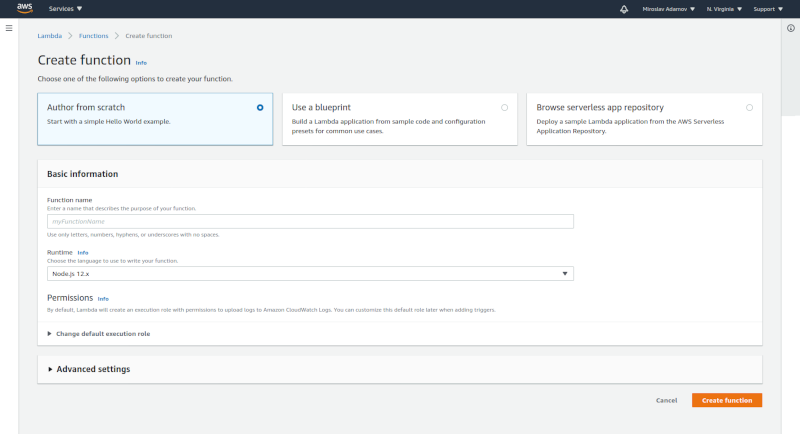 aws Services Miroslav Adamov N. Virginia Support
Lambda Functions Create function
Create function Info
Choose one of the following options to create your function.
Author from scratch
Start with a simple Hello World example.
Use a blueprint
Build a Lambda application from sample code and configuration
presets for common use cases.
Browse serverless app repository
Deploy a sample Lambda application from the AWS Serverless
Application Repository.
Basic information
Function name
Enter a name that describes the purpose of your function.
myFunctionName
Use only letters, numbers, hyphens, or underscores with no spaces.
Runtime Info
Choose the language to use to write your function.
Node.js 12.x
Permissions Info
By default, Lambda will create an execution role with permissions to upload logs to Amazon CloudWatch Logs. You can customize this default role later when adding triggers.
Change default execution role
Advanced settings
Cancel Create function